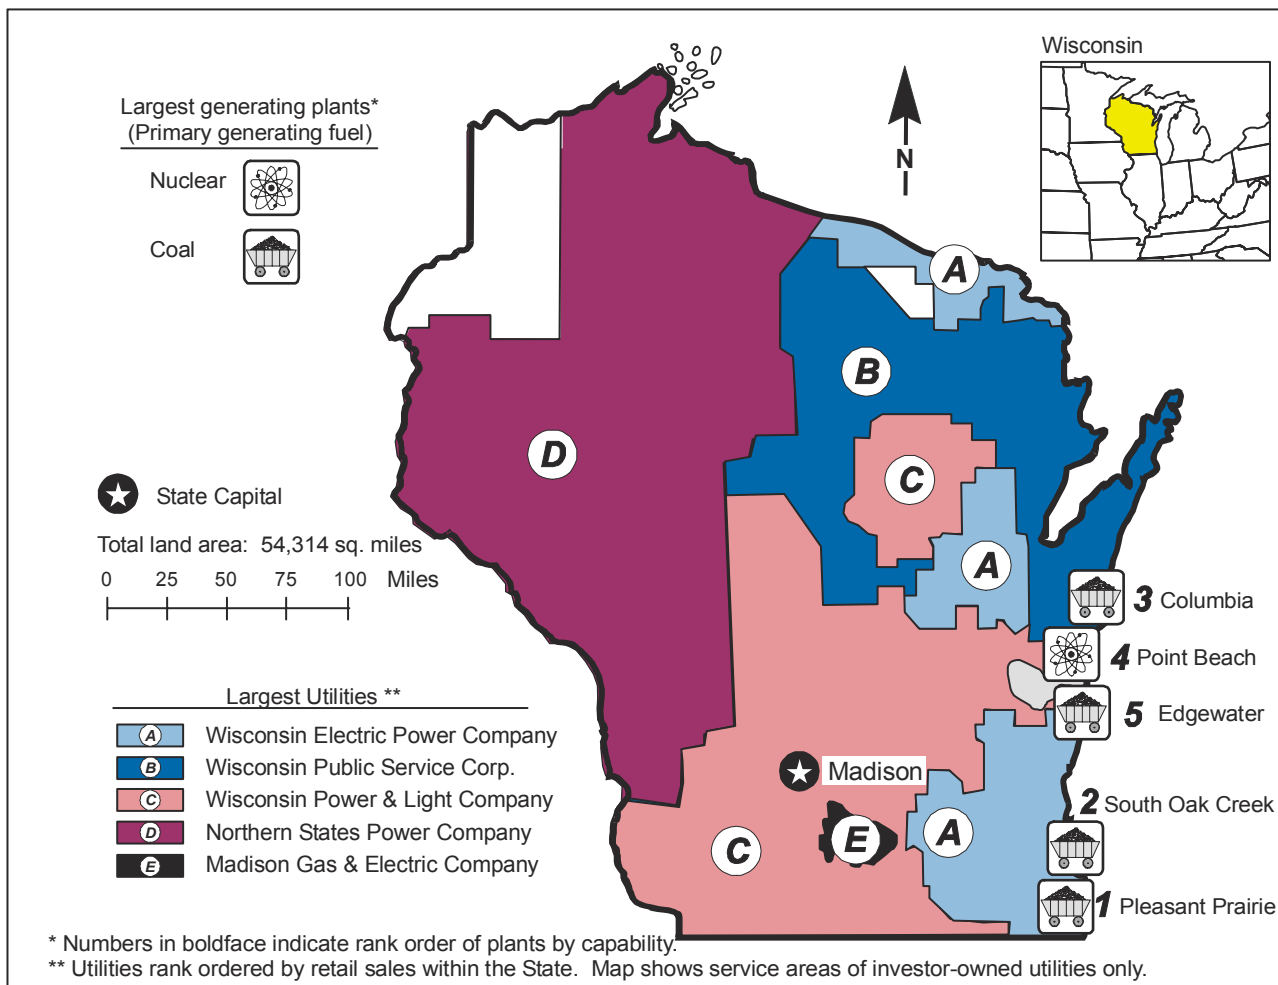 Wisconsin
Largest generating plants*
(Primary generating fuel)
Nuclear
Coal
N
A
B
D
C
State Capital
Total land area: 54,314 sq. miles
0 25 50 75 100 Miles
A
3 Columbia
4 Point Beach
5 Edgewater
Largest Utilities **
A Wisconsin Electric Power Company
B Wisconsin Public Service Corp.
C Wisconsin Power & Light Company
D Northern States Power Company
E Madison Gas & Electric Company
Madison
2 South Oak Creek
C
E
A
1 Pleasant Prairie
* Numbers in boldface indicate rank order of plants by capability.
** Utilities rank ordered by retail sales within the State. Map shows service areas of investor-owned utilities only.